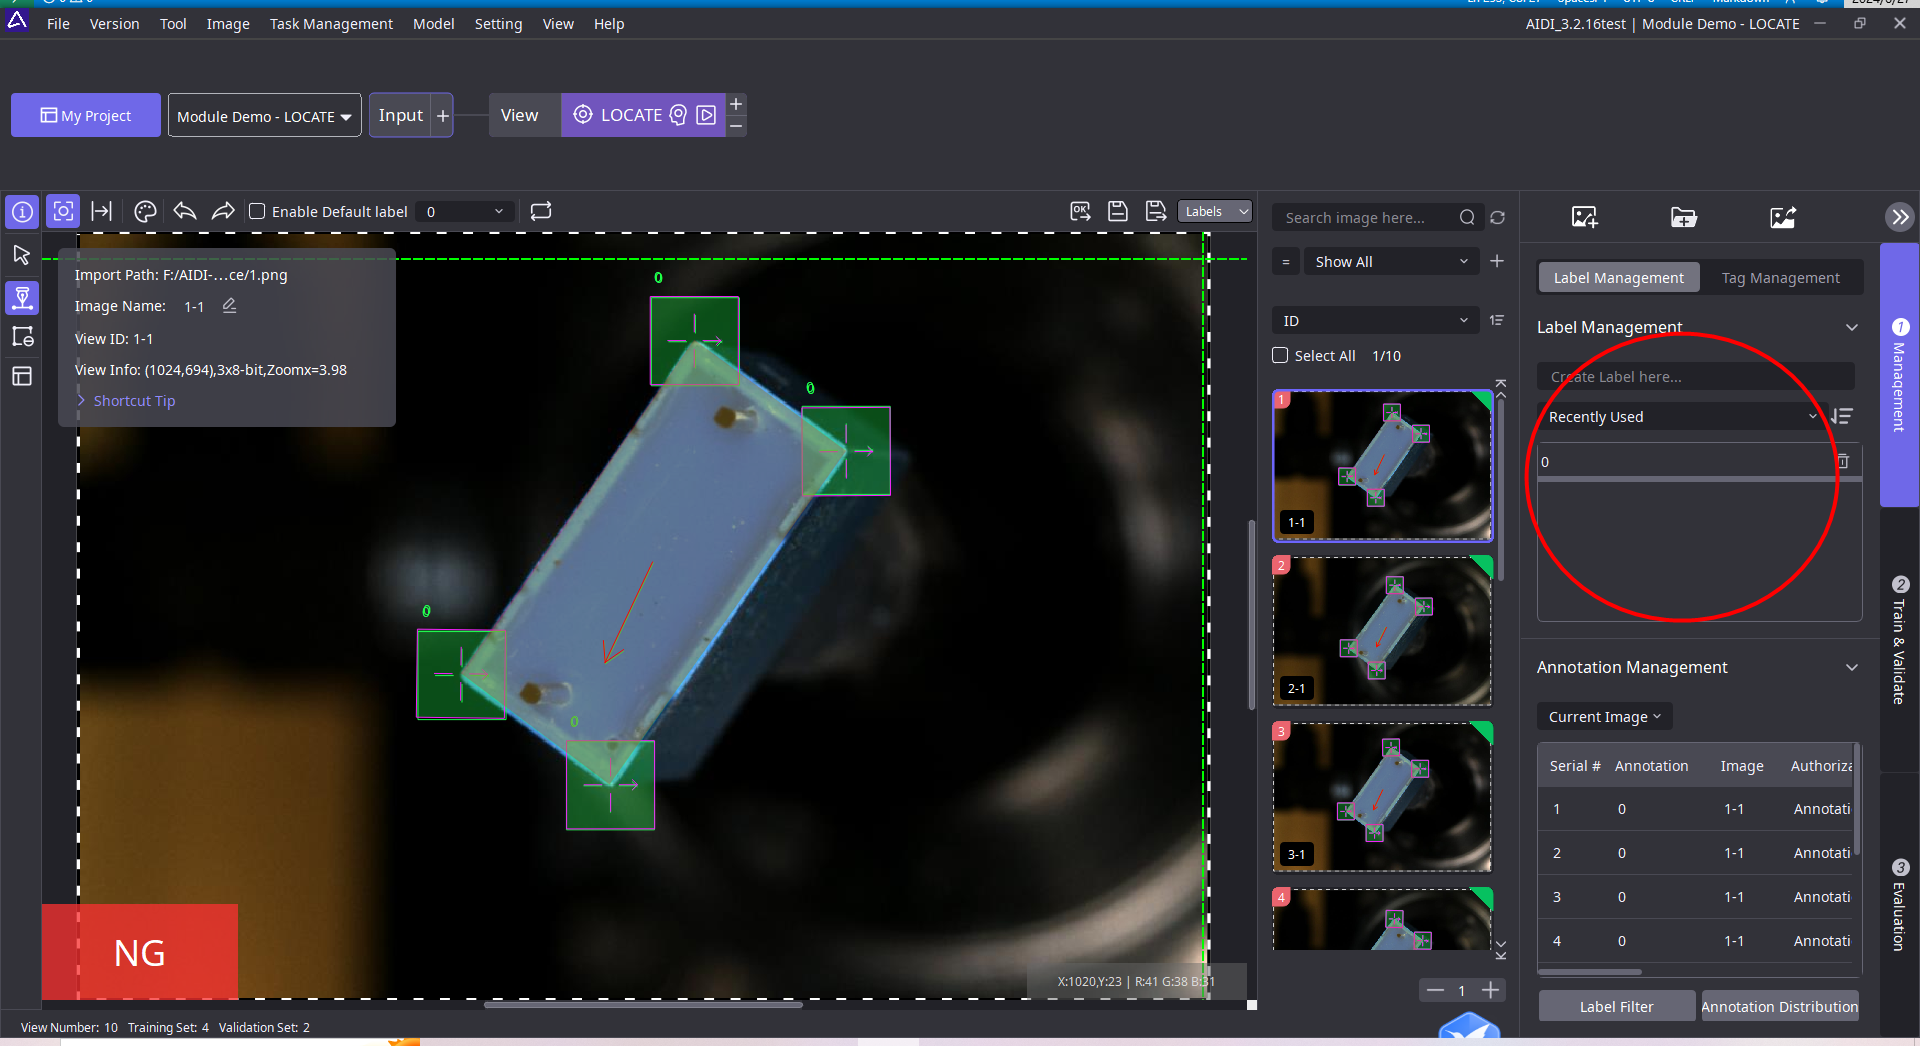 File Version Tool Image Task Management Model Setting View Help
AIDI_3.2.16test | Module Demo - LOCATE
My Project
Module Demo - LOCATE
Input +
View
LOCATE
Enable Default label 0
OK
Labels
Import Path: F:/AIDI-...ce/1.png
Image Name: 1-1
View ID: 1-1
View Info: (1024,694),3x8-bit,Zoomx=3.98
Shortcut Tip
0
0
0
0
NG
X:1020,Y:23 | R:41 G:38 B:31
View Number: 10 Training Set: 4 Validation Set: 2
Search image here...
= Show All
ID
Select All 1/10
1
1-1
2
2-1
3
3-1
4
1
Label Management Tag Management
Label Management
Create Label here...
Recently Used
0
Annotation Management
Current Image
Serial # Annotation Image Authoriza
1 0 1-1 Annotati
2 0 1-1 Annotati
3 0 1-1 Annotati
4 0 1-1 Annotati
Label Filter Annotation Distribution
1 Management
2 Train & Validate
3 Evaluation